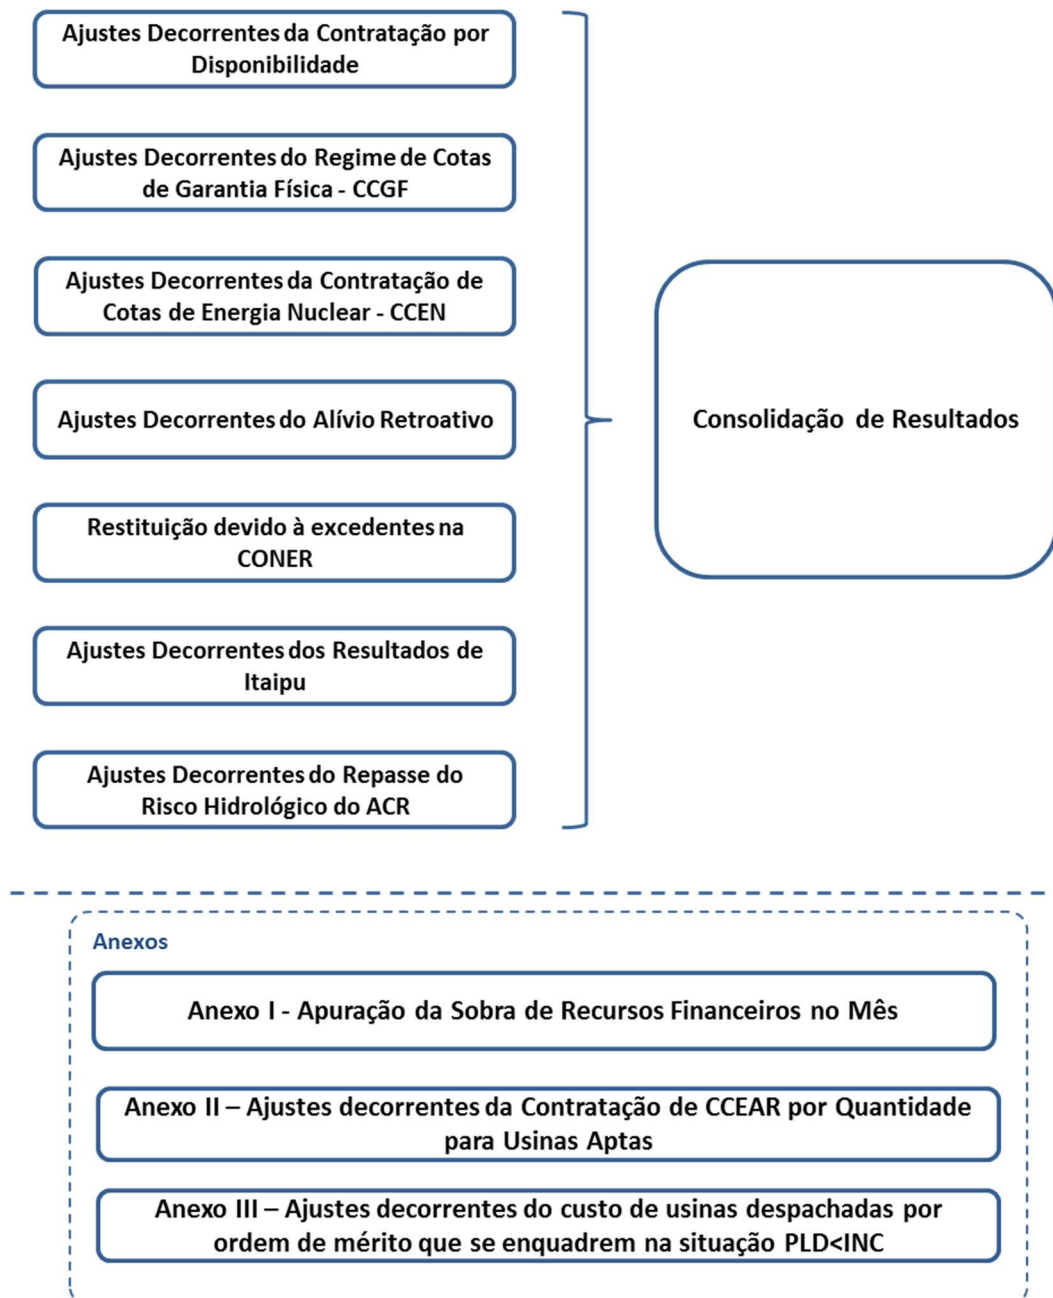 Ajustes Decorrentes da Contratação por
Disponibilidade
Ajustes Decorrentes do Regime de Cotas
de Garantia Física - CCGF
Ajustes Decorrentes da Contratação de
Cotas de Energia Nuclear - CCEN
Ajustes Decorrentes do Alívio Retroativo
Restituição devido à excedentes na
CONER
Ajustes Decorrentes dos Resultados de
Itaipu
Ajustes Decorrentes do Repasse do
Risco Hidrológico do ACR
Consolidação de Resultados
Anexos
Anexo I - Apuração da Sobra de Recursos Financeiros no Mês
Anexo II – Ajustes decorrentes da Contratação de CCEAR por Quantidade
para Usinas Aptas
Anexo III – Ajustes decorrentes do custo de usinas despachadas por
ordem de mérito que se enquadrem na situação PLD<INC